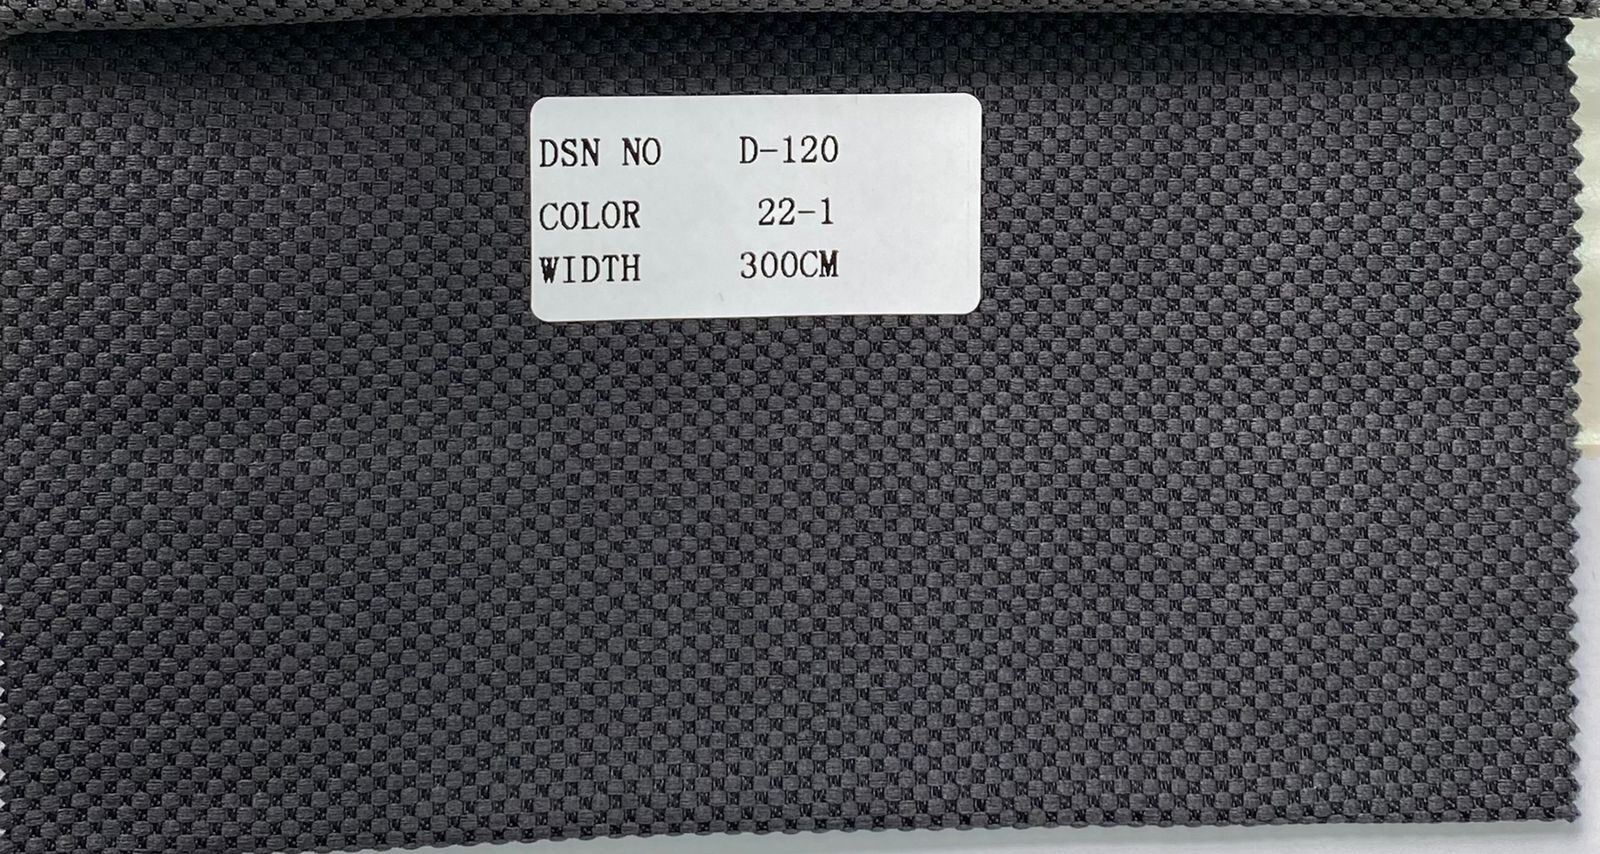 DSN NO D-120
COLOR 22-1
WIDTH 300CM